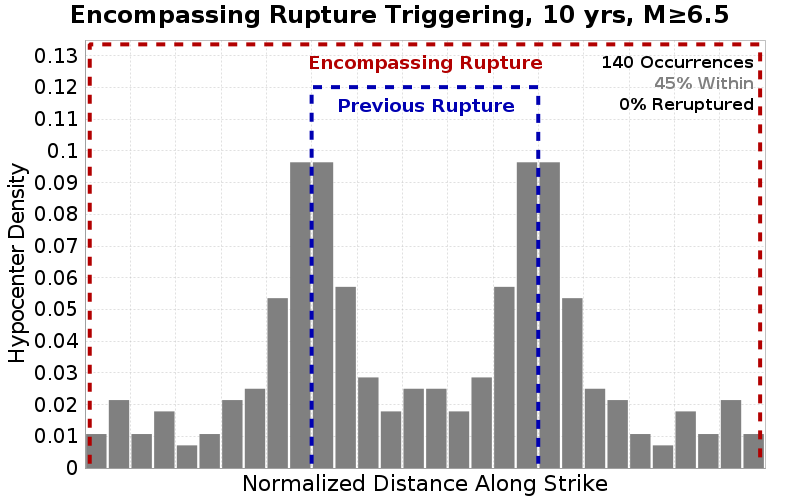 Encompassing Rupture Triggering, 10 yrs, M≥6.5
Encompassing Rupture
140 Occurrences
45% Within
0% Reruptured
Previous Rupture
Hypocenter Density
0.13
0.12
0.11
0.1
0.09
0.08
0.07
0.06
0.05
0.04
0.03
0.02
0.01
0
Normalized Distance Along Strike